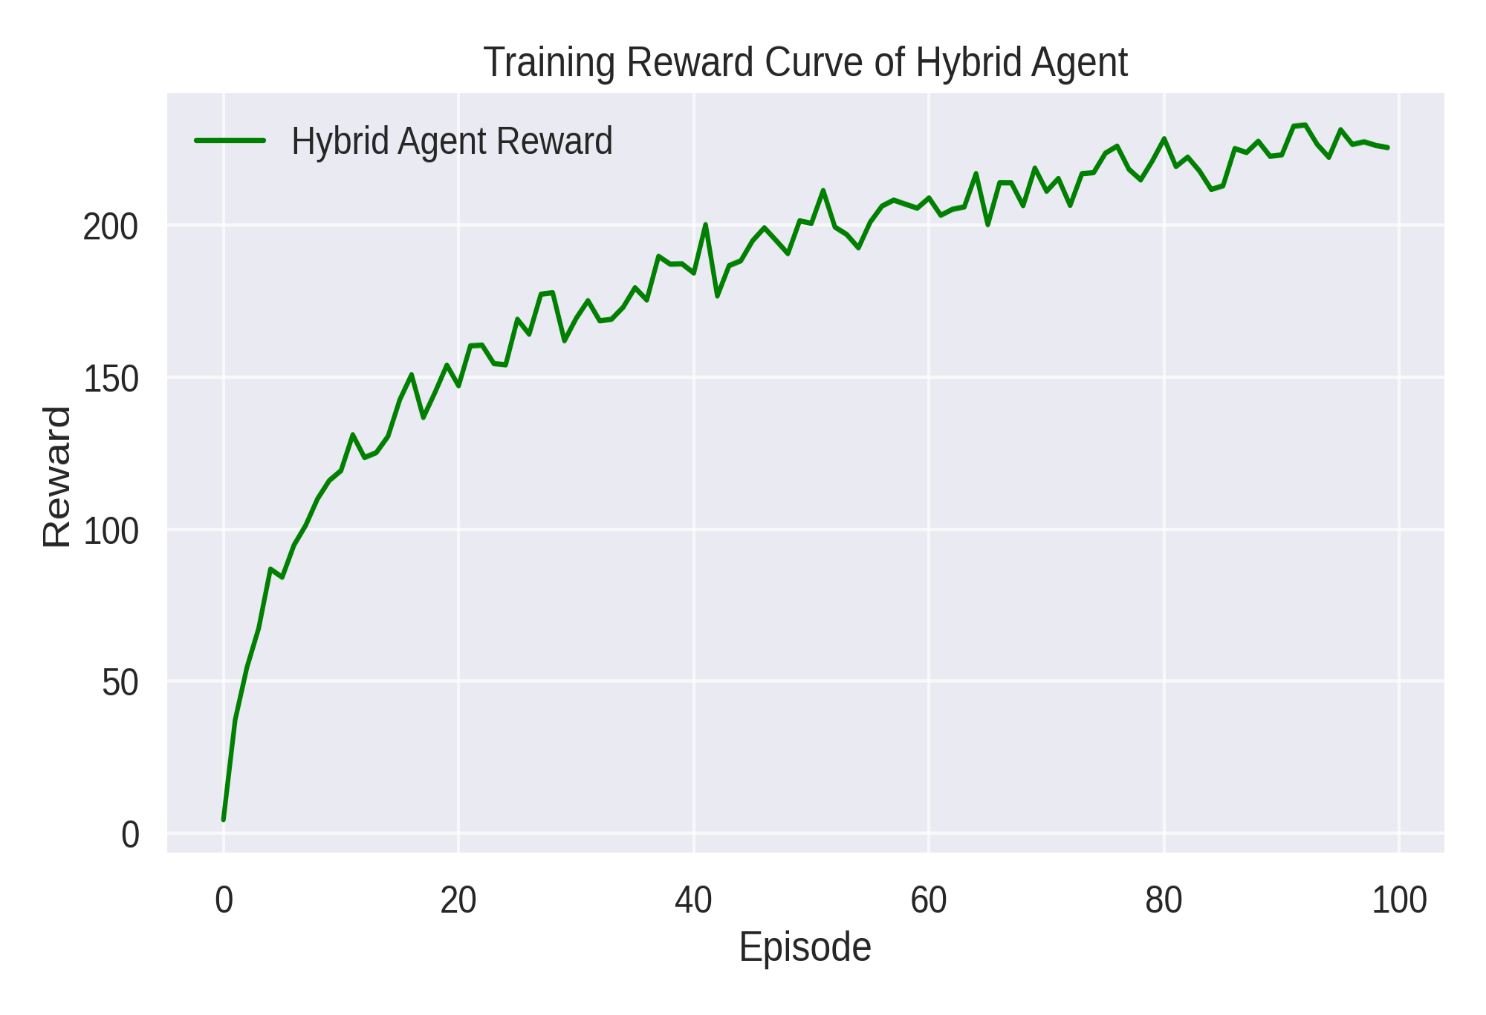 Training Reward Curve of Hybrid Agent
Hybrid Agent Reward
200
150
100
50
0
Reward
0 20 40 60 80 100
Episode